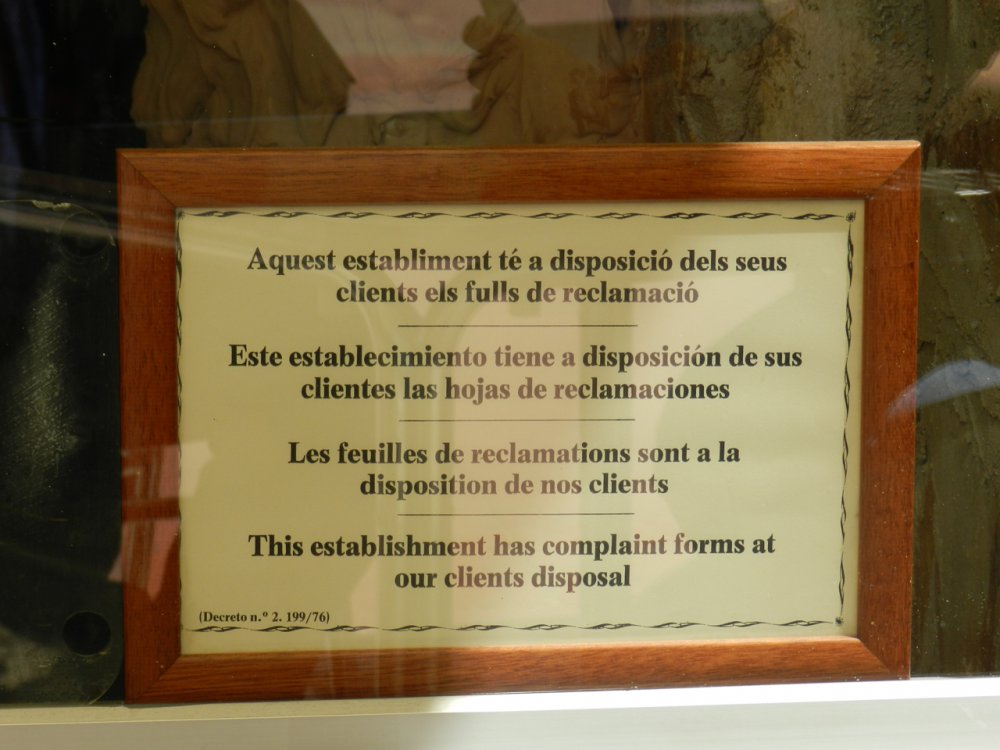 Aquest establiment té a disposició dels seus
clients els fulls de reclamació
Este establecimiento tiene a disposición de sus
clientes las hojas de reclamaciones
Les feuilles de reclamations sont a la
disposition de nos clients
This establishment has complaint forms at
our clients disposal
(Decreto n.º 2. 199/76)